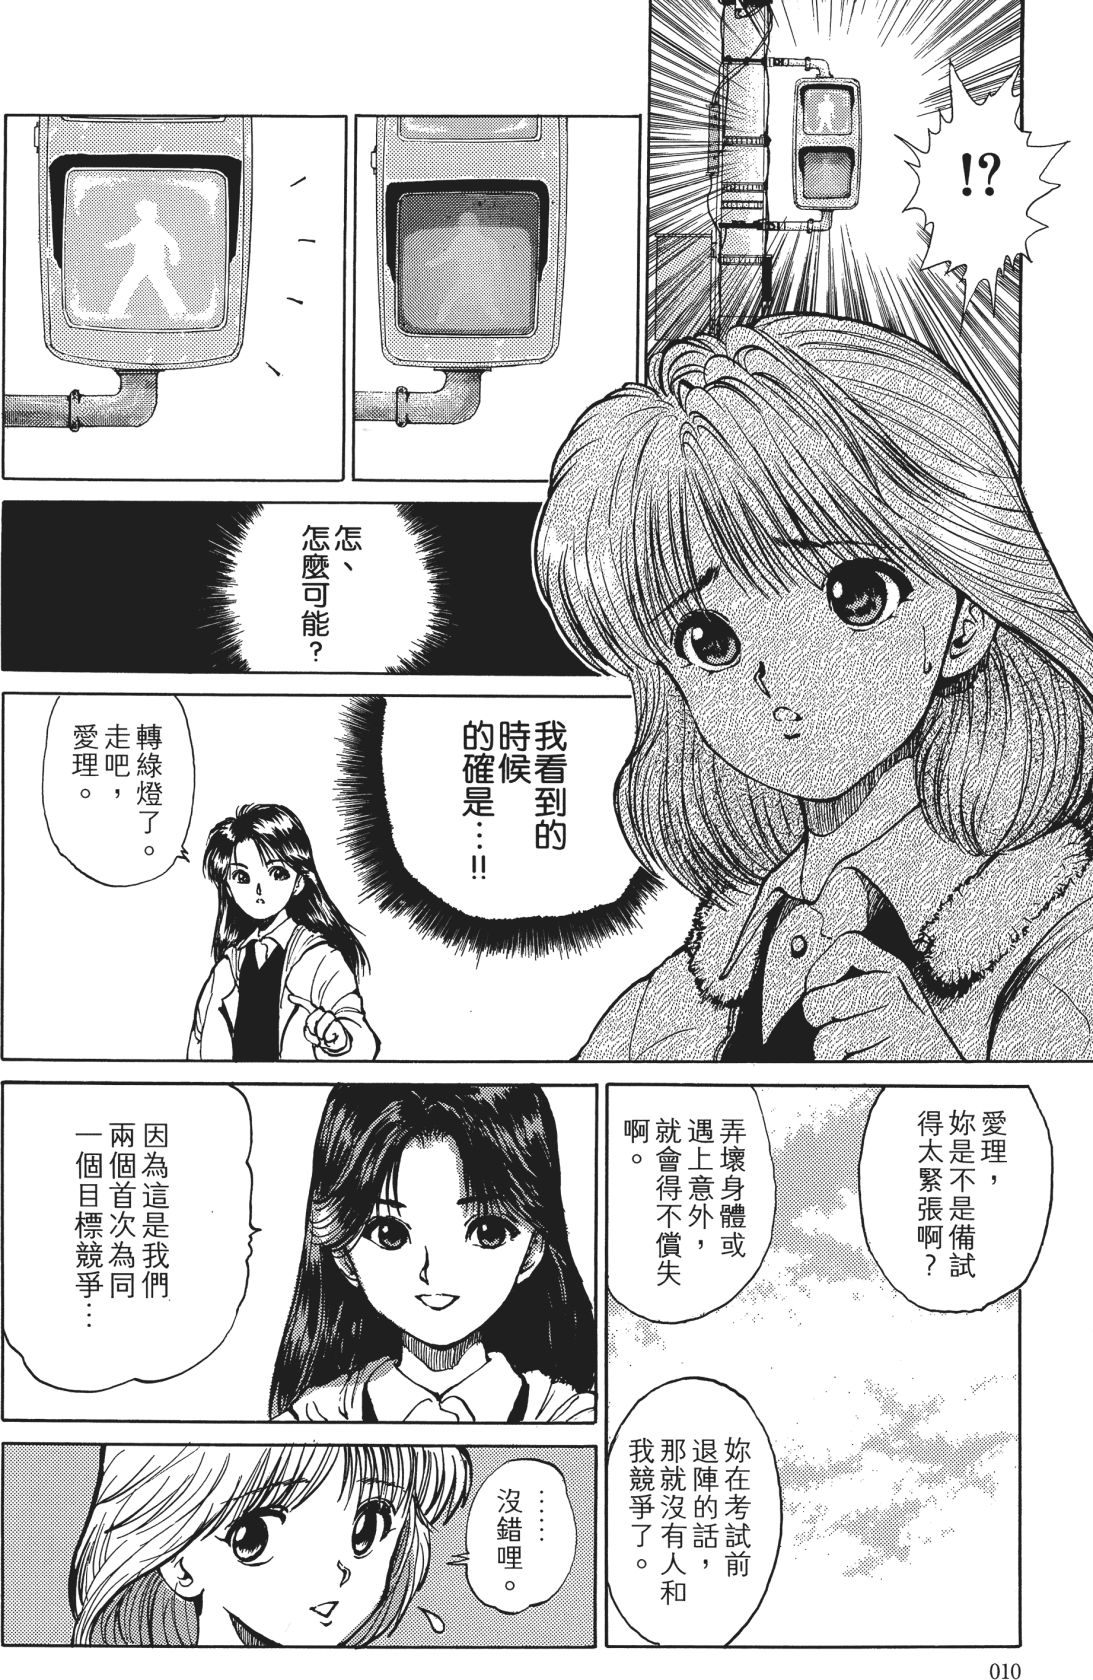 !?
怎、
怎麼可能?
我看到的
時候
的確是…!!
轉綠燈了。
走吧，
愛理。
愛理，
妳是不是備試
得太緊張啊?
弄壞身體或
遇上意外，
就會得不償失
啊。
妳在考試前
退陣的話，
那就沒有人和
我競爭了。
因為這是我們
兩個首次為同
一個目標競爭…
……
沒錯哩。
010